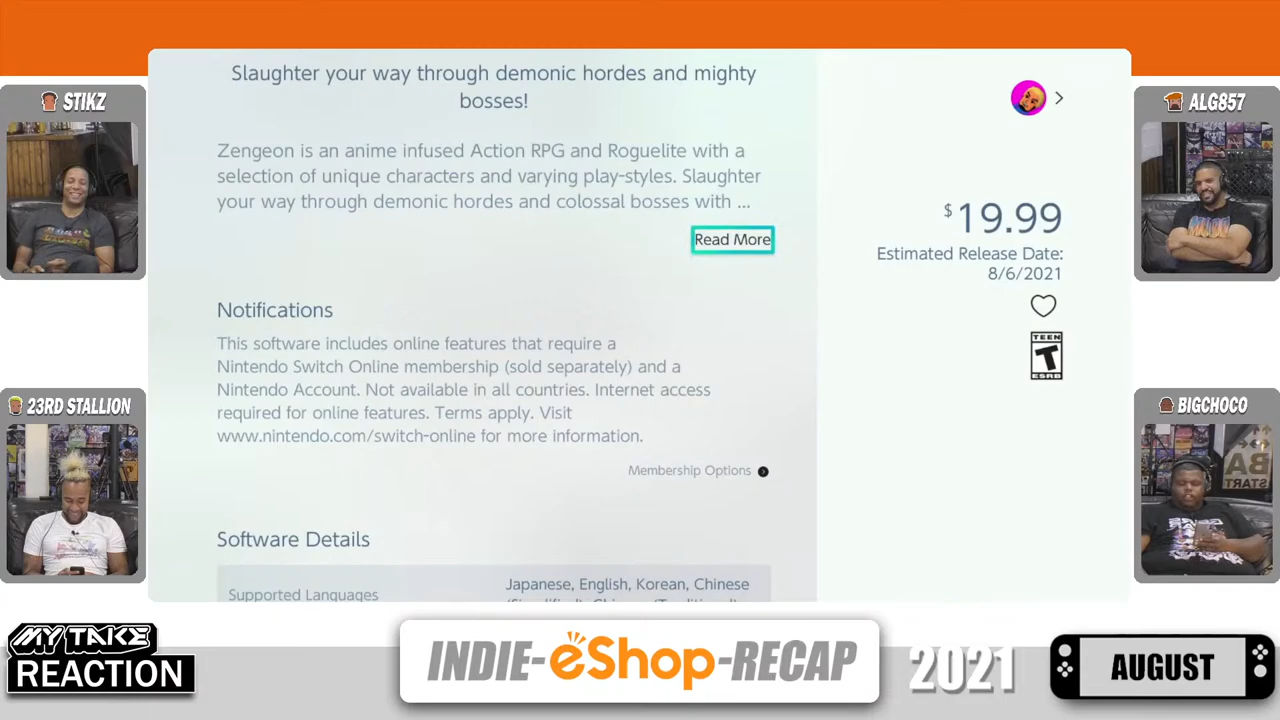 STIKZ
ALG857
23RD STALLION
BIGCHOCO
Slaughter your way through demonic hordes and mighty
bosses!
Zengeon is an anime infused Action RPG and Roguelite with a
selection of unique characters and varying play-styles. Slaughter
your way through demonic hordes and colossal bosses with ...
Read More
Notifications
This software includes online features that require a
Nintendo Switch Online membership (sold separately) and a
Nintendo Account. Not available in all countries. Internet access
required for online features. Terms apply. Visit
www.nintendo.com/switch-online for more information.
Membership Options
Software Details
Supported Languages
Japanese, English, Korean, Chinese
$19.99
Estimated Release Date:
8/6/2021
TEEN
T
ESRB
BA
START
MY TAKE
REACTION
INDIE-eShop-RECAP
2021
AUGUST